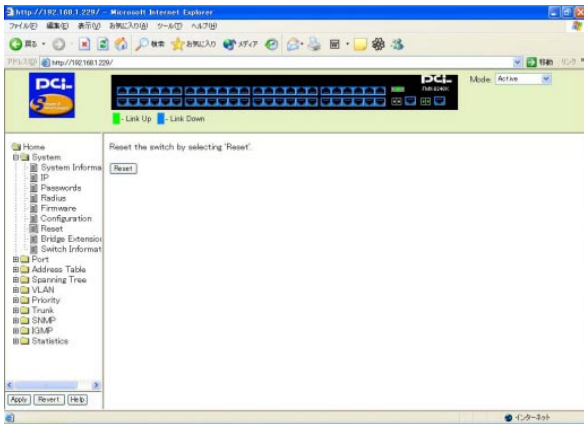 http://192.168.1.229/ - Microsoft Internet Explorer
ファイル(F) 編集(E) 表示(V) お気に入り(A) ツール(T) ヘルプ(H)
戻る 検索 お気に入り メディア
アドレス(D) http://192.168.1.229/ 移動 リンク
PCi
PCi
Mode: Active
- Link Up - Link Down
Home
System
System Informa
IP
Passwords
Radius
Firmware
Configuration
Reset
Bridge Extension
Switch Informat
Port
Address Table
Spanning Tree
VLAN
Priority
Trunk
SNMP
IGMP
Statistics
Apply Revert Help
Reset the switch by selecting 'Reset'.
Reset
インターネット